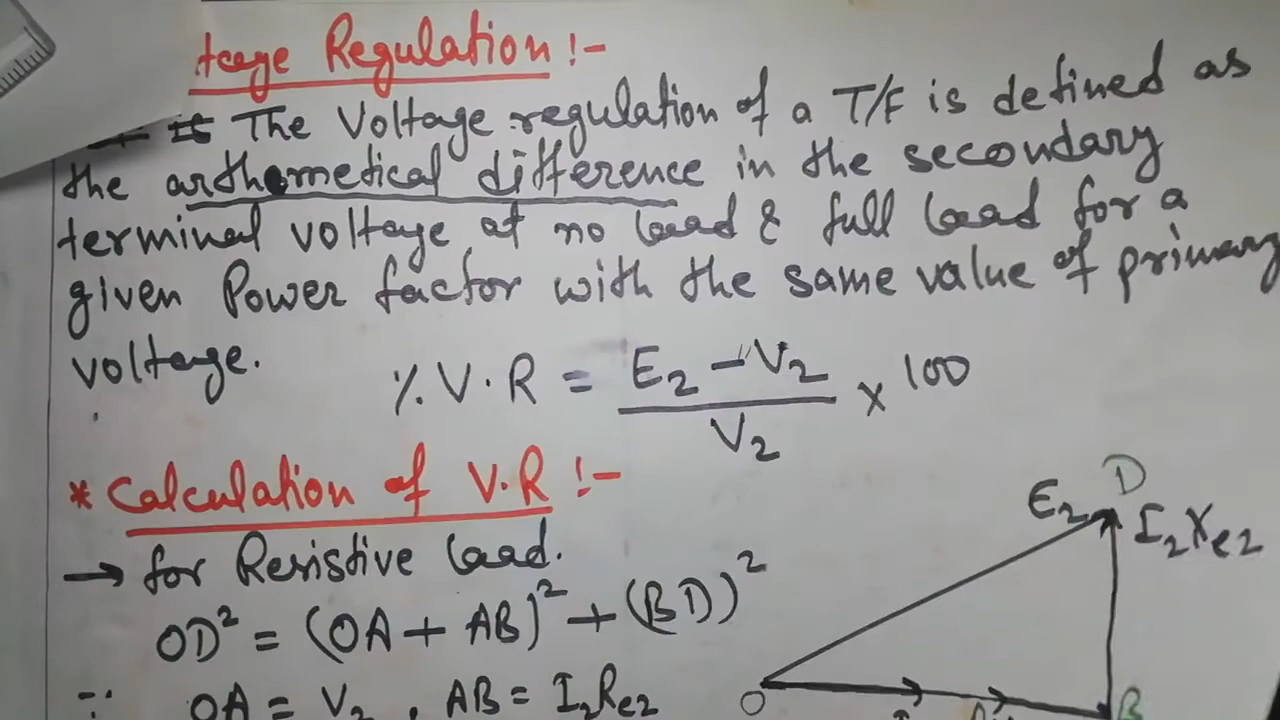 Regulation :-
The Voltage regulation of a T/F is defined as
the arthemetical difference in the secondary
terminal voltage at no load & full load for a
given Power factor with the same value of primary
voltage.
% V.R = E₂ - V₂ / V₂ × 100
* Calculation of V.R :-
→ for Resistive load.
OD² = (OA + AB)² + (BD)²
∵ OA = V₂ , AB = I₂Re₂
E₂ D
I₂Xe₂
O B